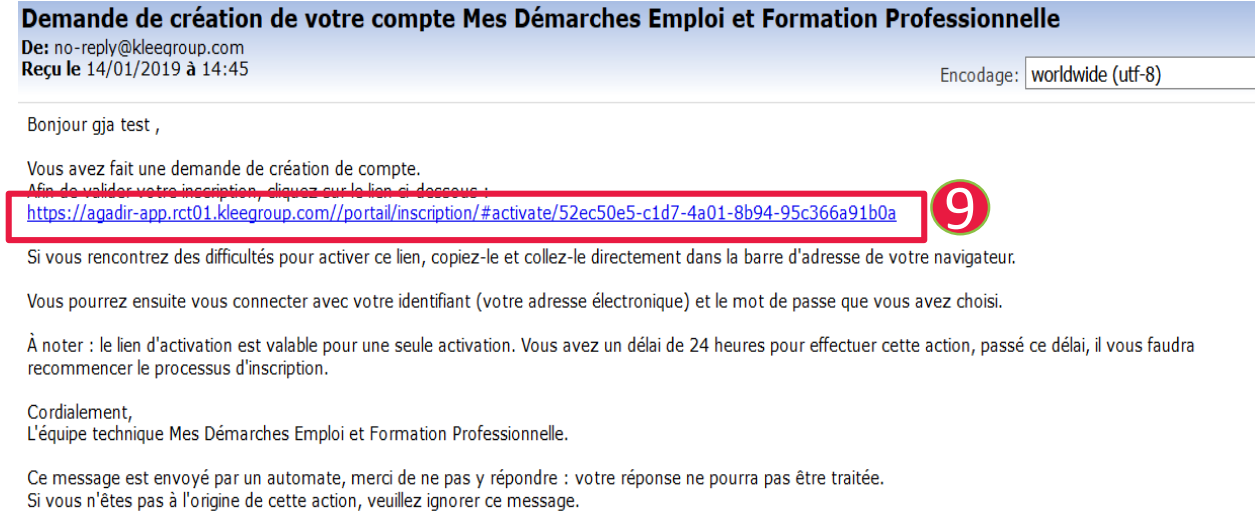 Demande de création de votre compte Mes Démarches Emploi et Formation Professionnelle
De: no-reply@kleegroup.com
Reçu le 14/01/2019 à 14:45
Encodage: worldwide (utf-8)
Bonjour gja test ,
Vous avez fait une demande de création de compte.
Afin de valider votre inscription, cliquez sur le lien ci-dessous :
https://agadir-app.rct01.kleegroup.com//portail/inscription/#activate/52ec50e5-c1d7-4a01-8b94-95c366a91b0a
9
Si vous rencontrez des difficultés pour activer ce lien, copiez-le et collez-le directement dans la barre d'adresse de votre navigateur.
Vous pourrez ensuite vous connecter avec votre identifiant (votre adresse électronique) et le mot de passe que vous avez choisi.
À noter : le lien d'activation est valable pour une seule activation. Vous avez un délai de 24 heures pour effectuer cette action, passé ce délai, il vous faudra
recommencer le processus d'inscription.
Cordialement,
L'équipe technique Mes Démarches Emploi et Formation Professionnelle.
Ce message est envoyé par un automate, merci de ne pas y répondre : votre réponse ne pourra pas être traitée.
Si vous n'êtes pas à l'origine de cette action, veuillez ignorer ce message.